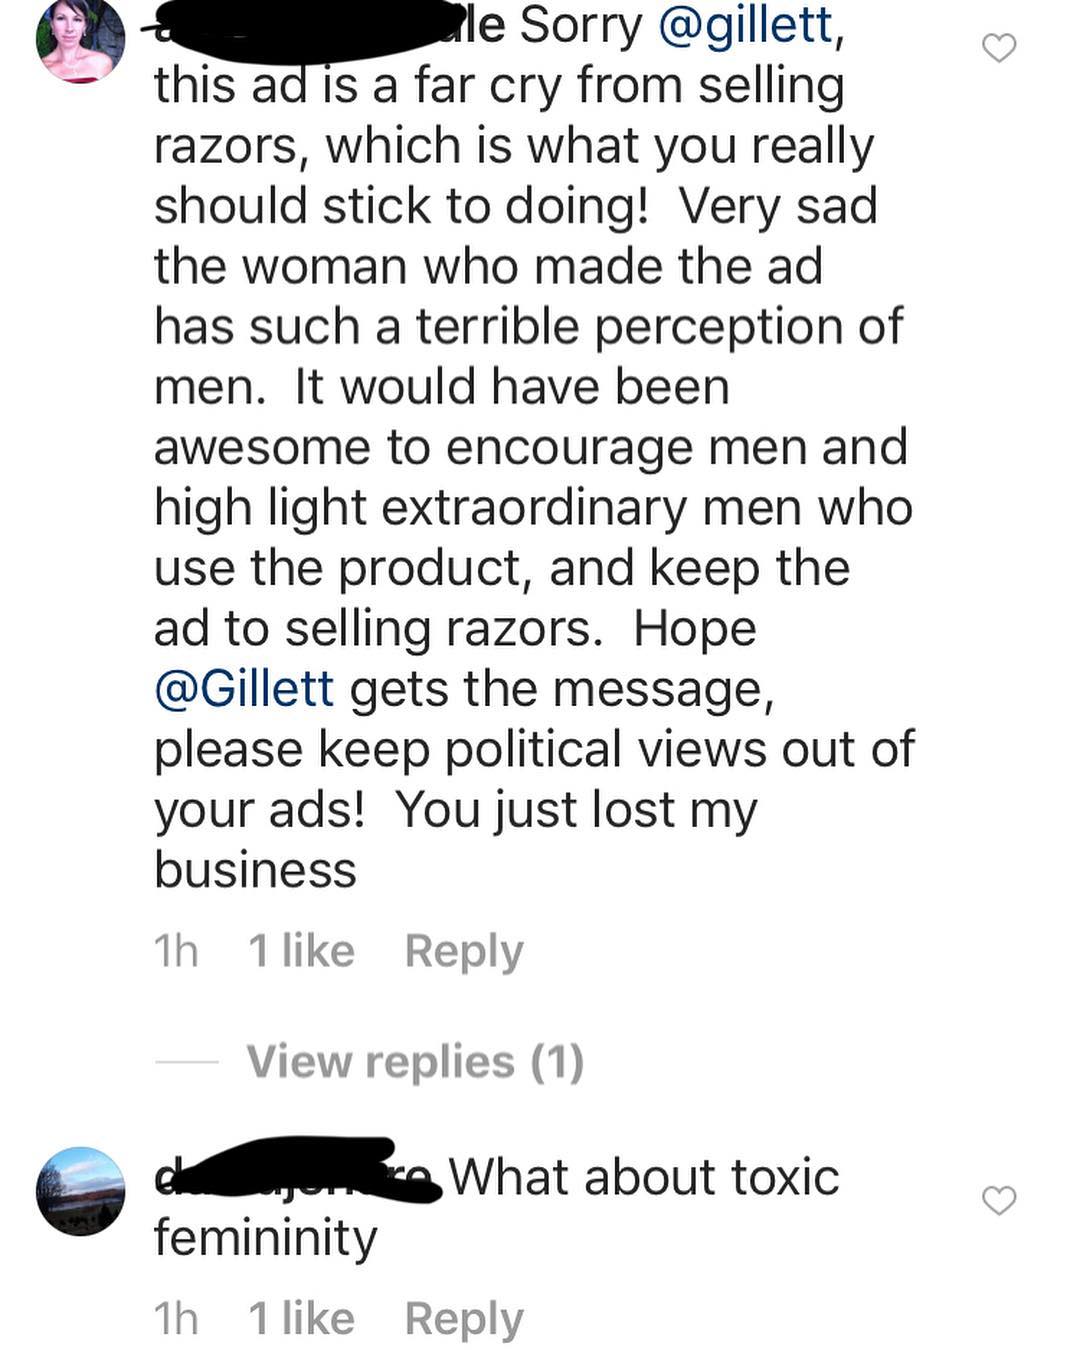 Sorry @gillett,
this ad is a far cry from selling
razors, which is what you really
should stick to doing!  Very sad
the woman who made the ad
has such a terrible perception of
men.  It would have been
awesome to encourage men and
high light extraordinary men who
use the product, and keep the
ad to selling razors.  Hope
@Gillett gets the message,
please keep political views out of
your ads!  You just lost my
business
1h 1 like Reply
View replies (1)
What about toxic
femininity
1h 1 like Reply